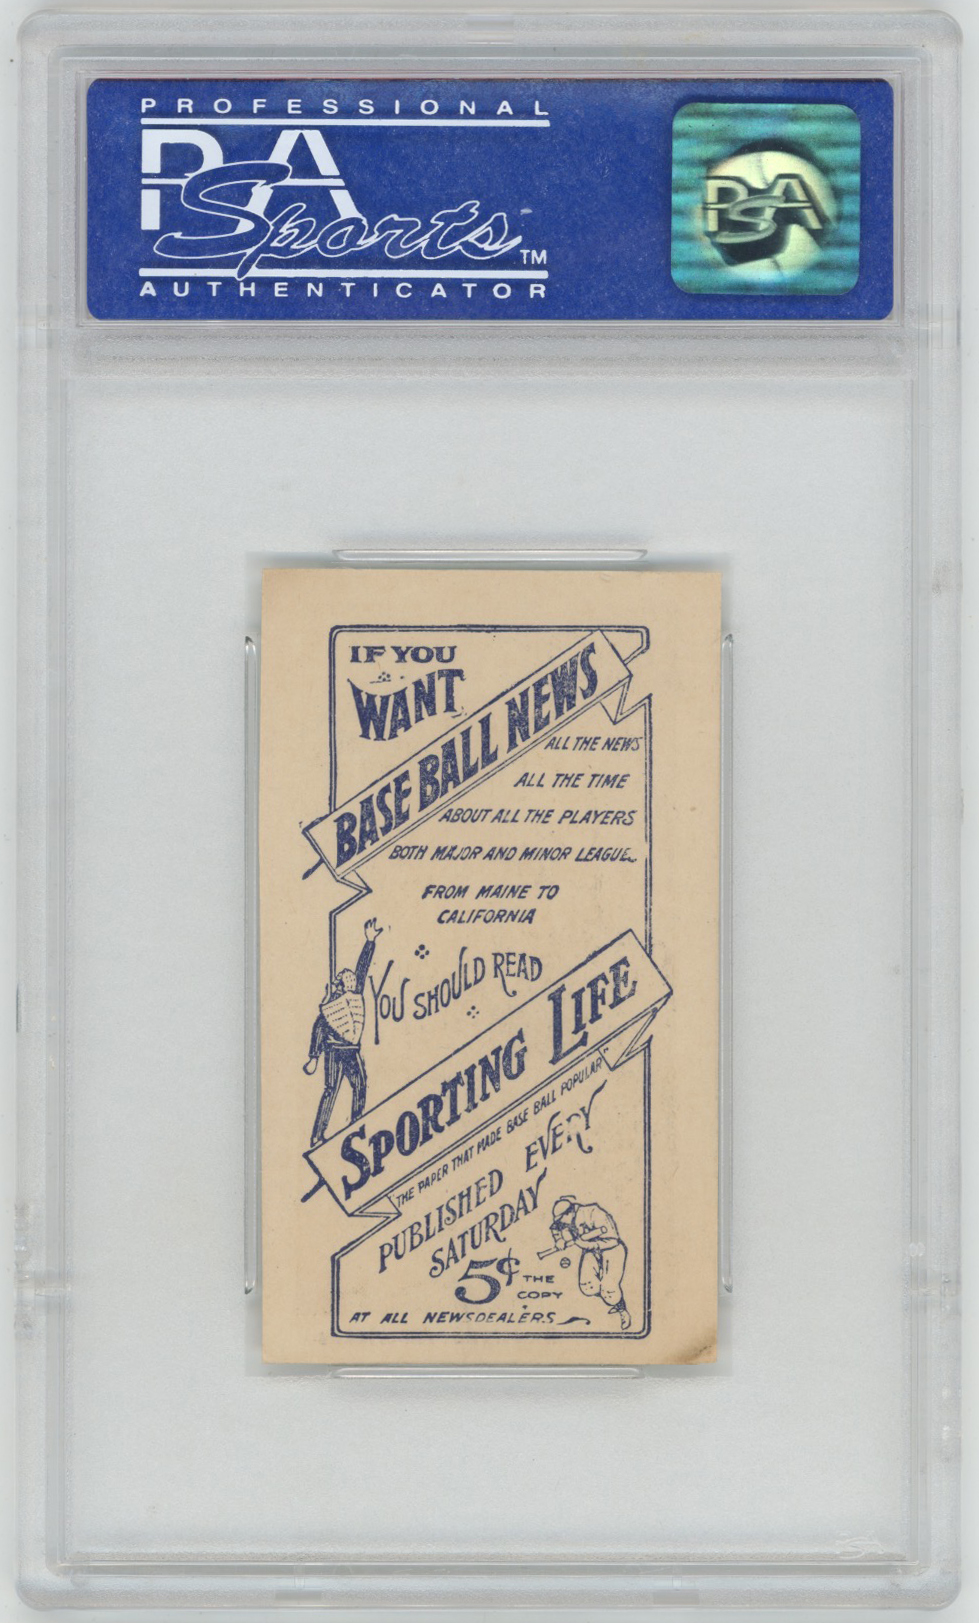 PROFESSIONAL
PSA
Sports™
AUTHENTICATOR
PSA
IF YOU
WANT
BASE BALL NEWS
ALL THE NEWS
ALL THE TIME
ABOUT ALL THE PLAYERS
BOTH MAJOR AND MINOR LEAGUE
FROM MAINE TO
CALIFORNIA
YOU SHOULD READ
SPORTING LIFE
"THE PAPER THAT MADE BASE BALL POPULAR"
PUBLISHED EVERY
SATURDAY
5¢ THE
COPY
AT ALL NEWSDEALERS
PSA